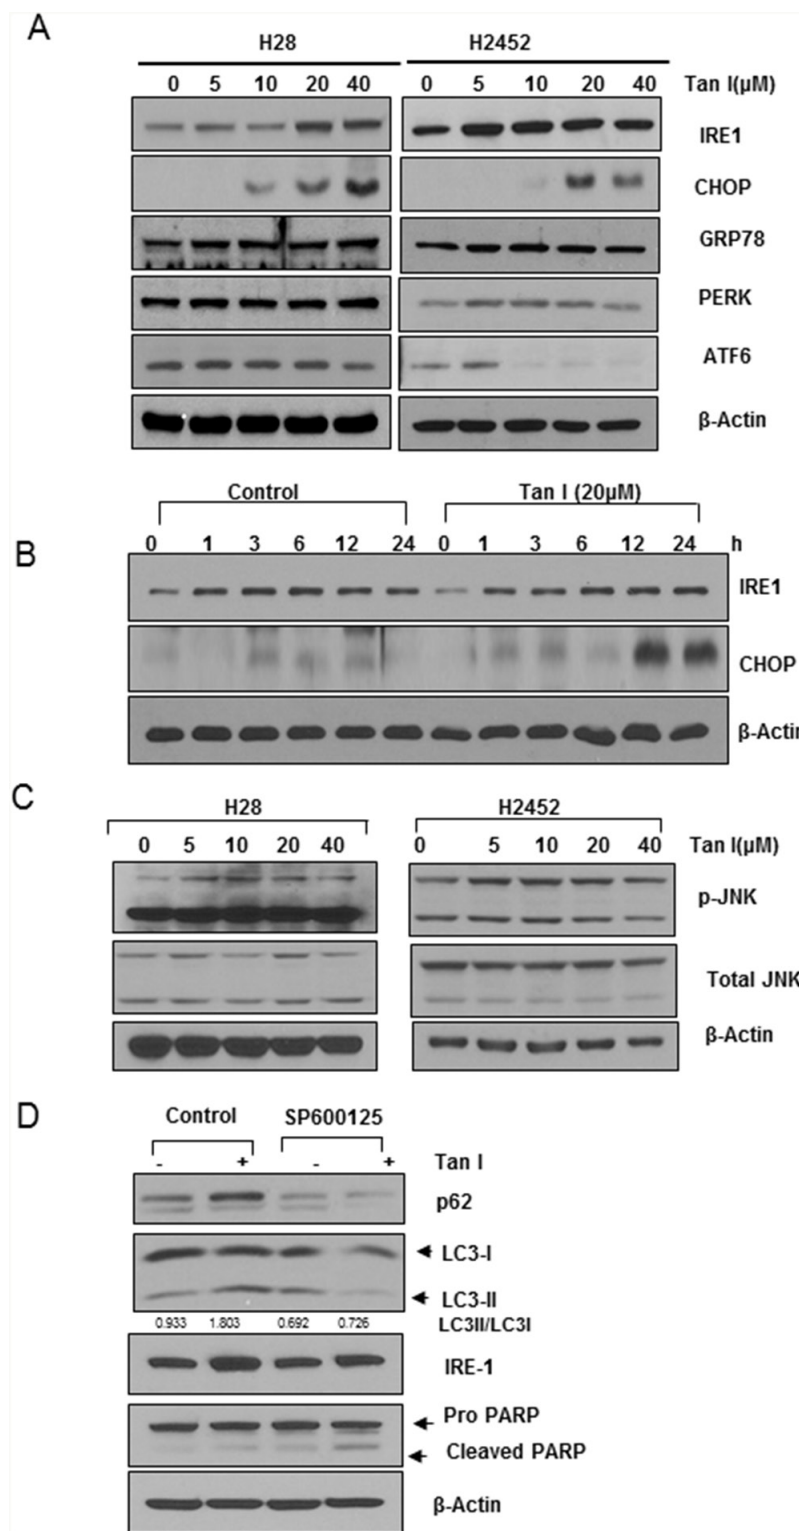 A
H28 H2452
0 5 10 20 40 0 5 10 20 40 Tan I(µM)
IRE1
CHOP
GRP78
PERK
ATF6
β-Actin
Control Tan I (20µM)
B
0 1 3 6 12 24 0 1 3 6 12 24 h
IRE1
CHOP
β-Actin
C
H28 H2452
0 5 10 20 40 0 5 10 20 40 Tan I(µM)
p-JNK
Total JNK
β-Actin
D
Control SP600125
- + - + Tan I
p62
LC3-I
LC3-II
0.933 1.803 0.692 0.726 LC3II/LC3I
IRE-1
Pro PARP
Cleaved PARP
β-Actin